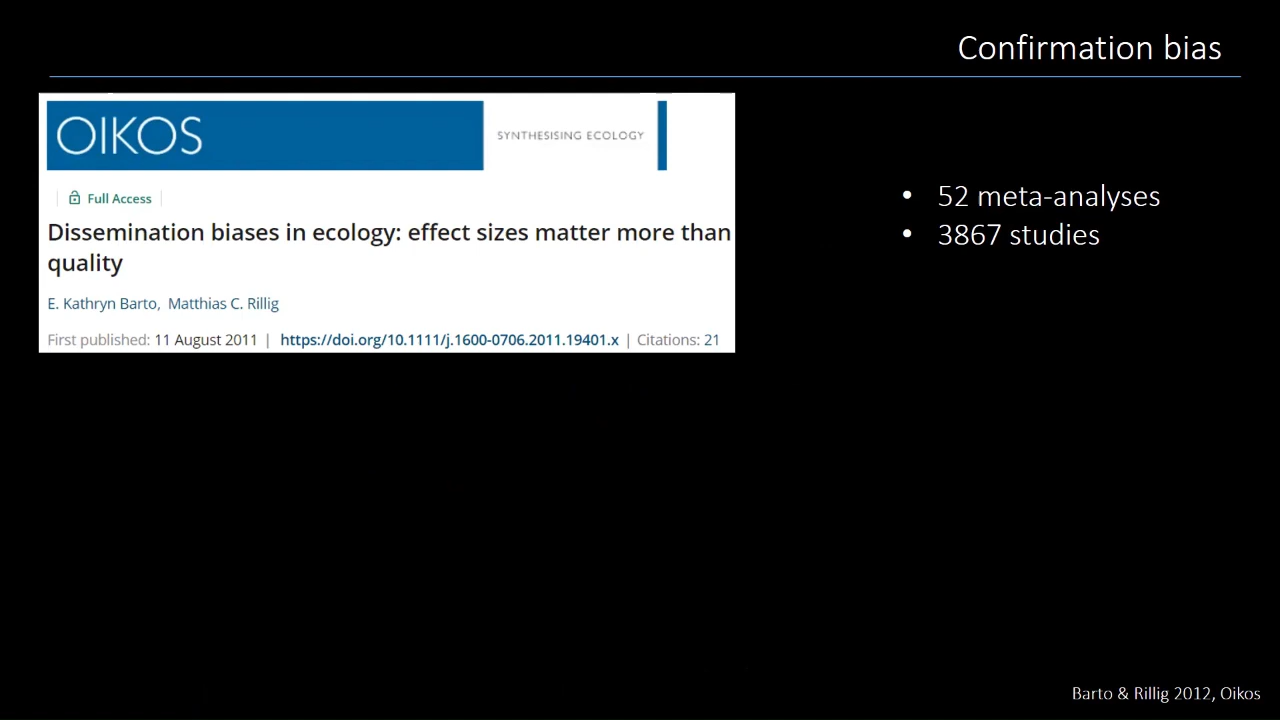 Confirmation bias
OIKOS
SYNTHESISING ECOLOGY
Full Access
Dissemination biases in ecology: effect sizes matter more than
quality
E. Kathryn Barto, Matthias C. Rillig
First published: 11 August 2011 | https://doi.org/10.1111/j.1600-0706.2011.19401.x | Citations: 21
• 52 meta-analyses
• 3867 studies
Barto & Rillig 2012, Oikos